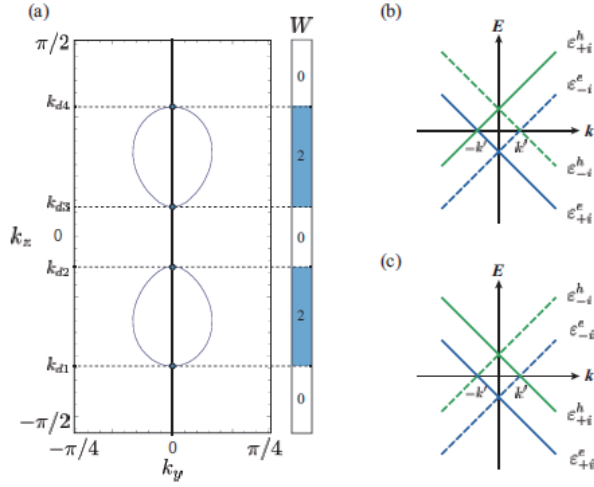 (a)
W
π/2
0
k_{d4}
2
k_{d3}
k_z 0
0
k_{d2}
2
k_{d1}
0
-π/2
-π/4
0
π/4
k_y
(b)
E
ε^h_{+i}
ε^e_{-i}
k
-k'
k'
ε^h_{-i}
ε^e_{+i}
(c)
E
ε^h_{-i}
ε^e_{-i}
k
-k'
k'
ε^h_{+i}
ε^e_{+i}